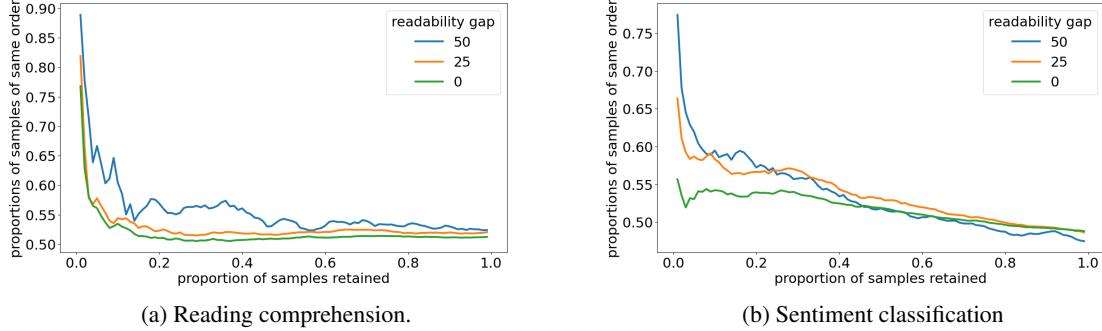 proportions of samples of same order
0.90
0.85
0.80
0.75
0.70
0.65
0.60
0.55
0.50
readability gap
50
25
0
0.0 0.2 0.4 0.6 0.8 1.0
proportion of samples retained
(a) Reading comprehension.
proportions of samples of same order
0.75
0.70
0.65
0.60
0.55
0.50
readability gap
50
25
0
0.0 0.2 0.4 0.6 0.8 1.0
proportion of samples retained
(b) Sentiment classification